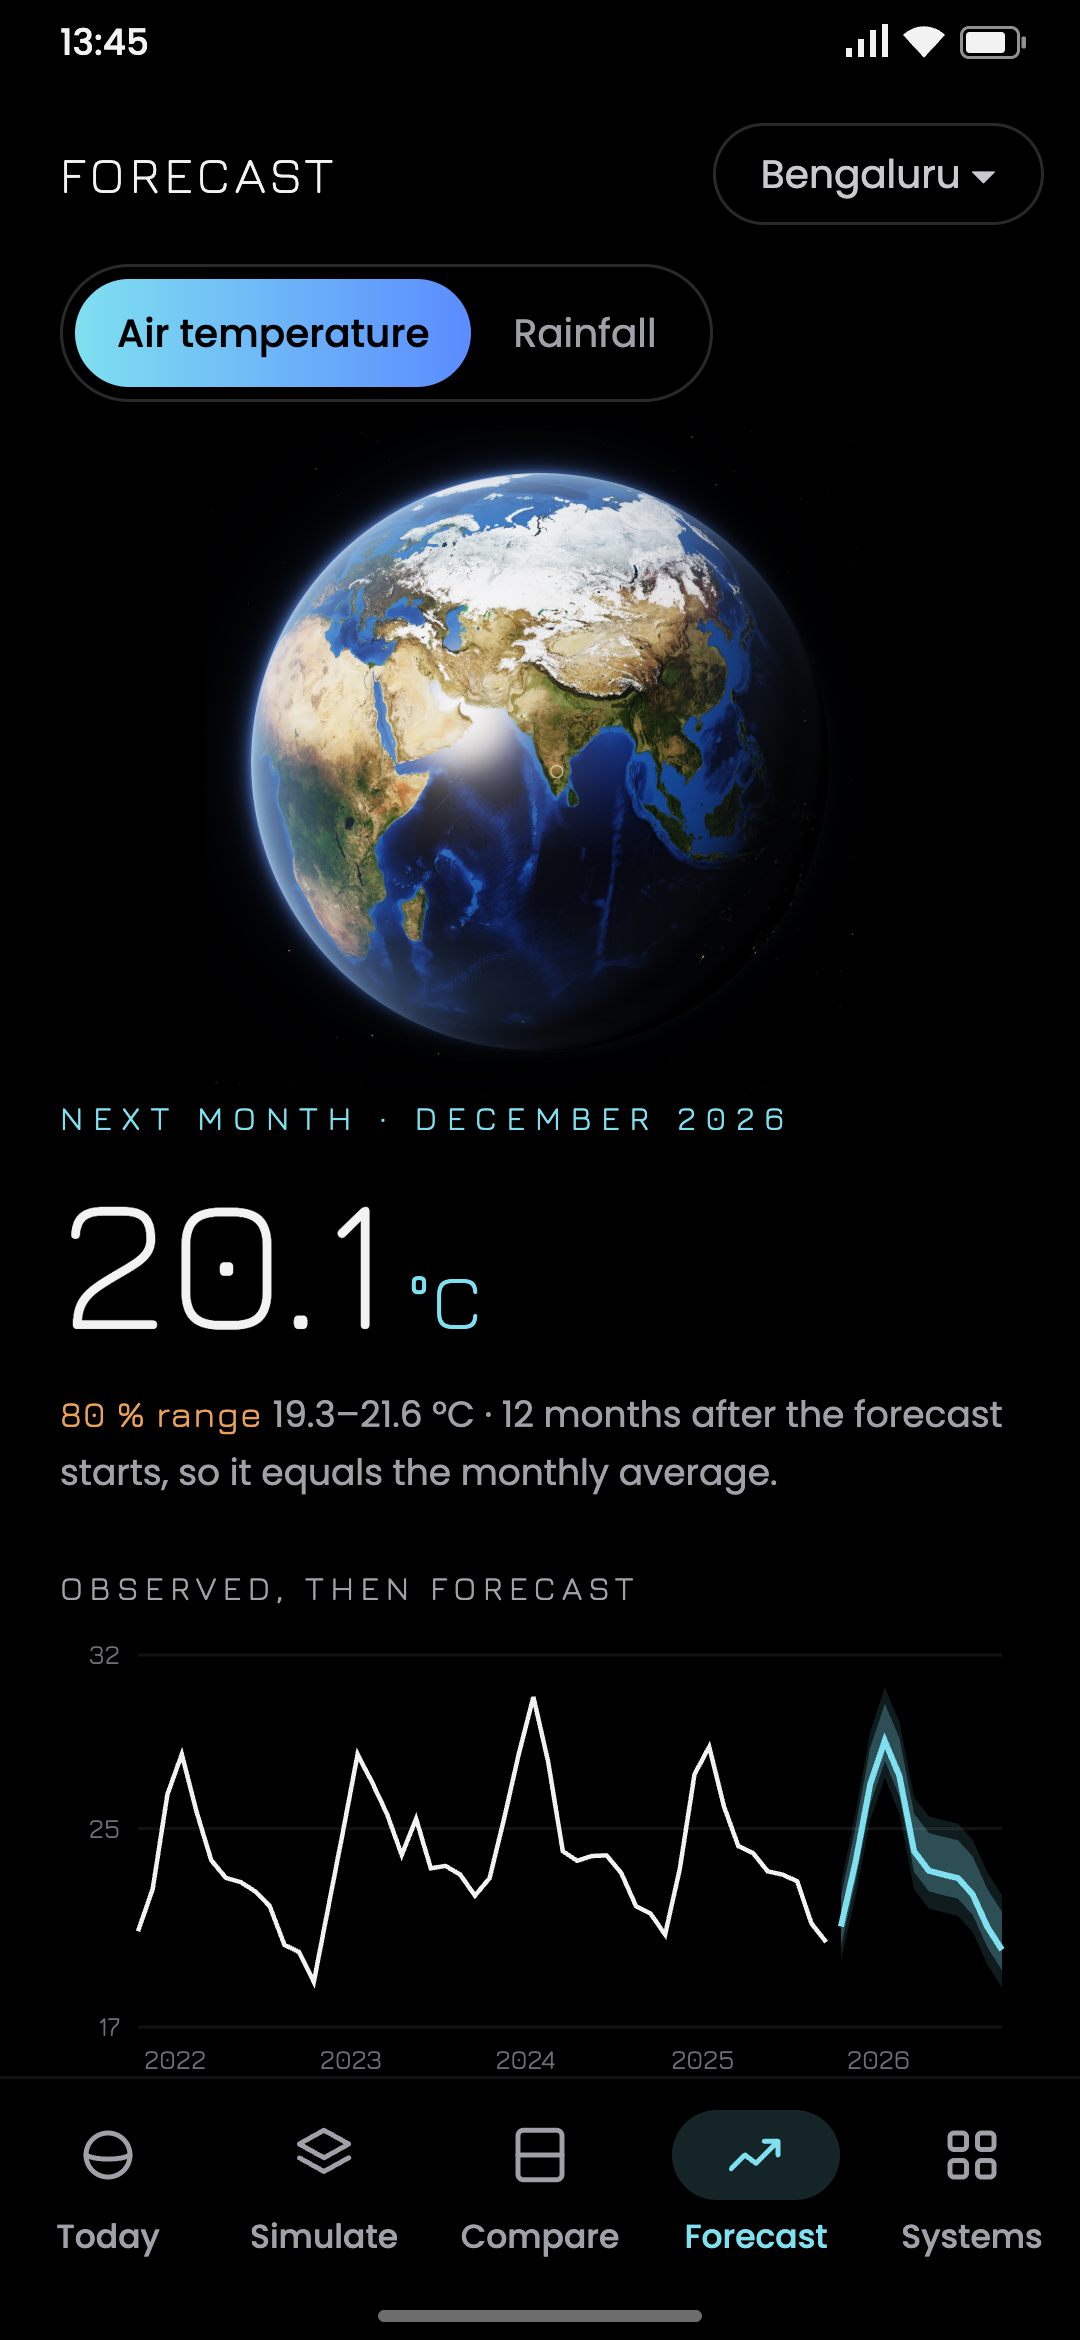 13:45
FORECAST
Bengaluru
Air temperature
Rainfall
NEXT MONTH · DECEMBER 2026
20.1 °C
80 % range 19.3–21.6 °C · 12 months after the forecast
starts, so it equals the monthly average.
OBSERVED, THEN FORECAST
32
25
17
2022
2023
2024
2025
2026
Today
Simulate
Compare
Forecast
Systems